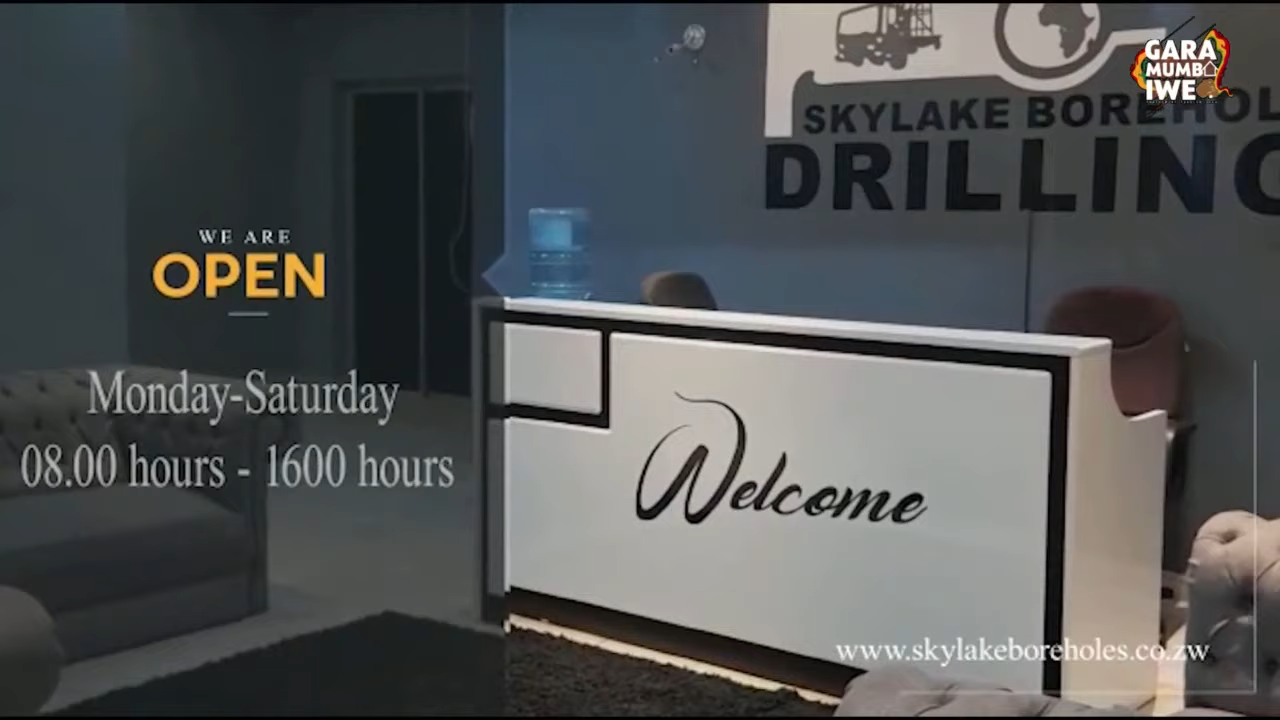 GARA
MUMBA
IWE
SKYLAKE BOREHOL
DRILLING
WE ARE
OPEN
Monday-Saturday
08.00 hours - 1600 hours
Welcome
www.skylakeboreholes.co.zw